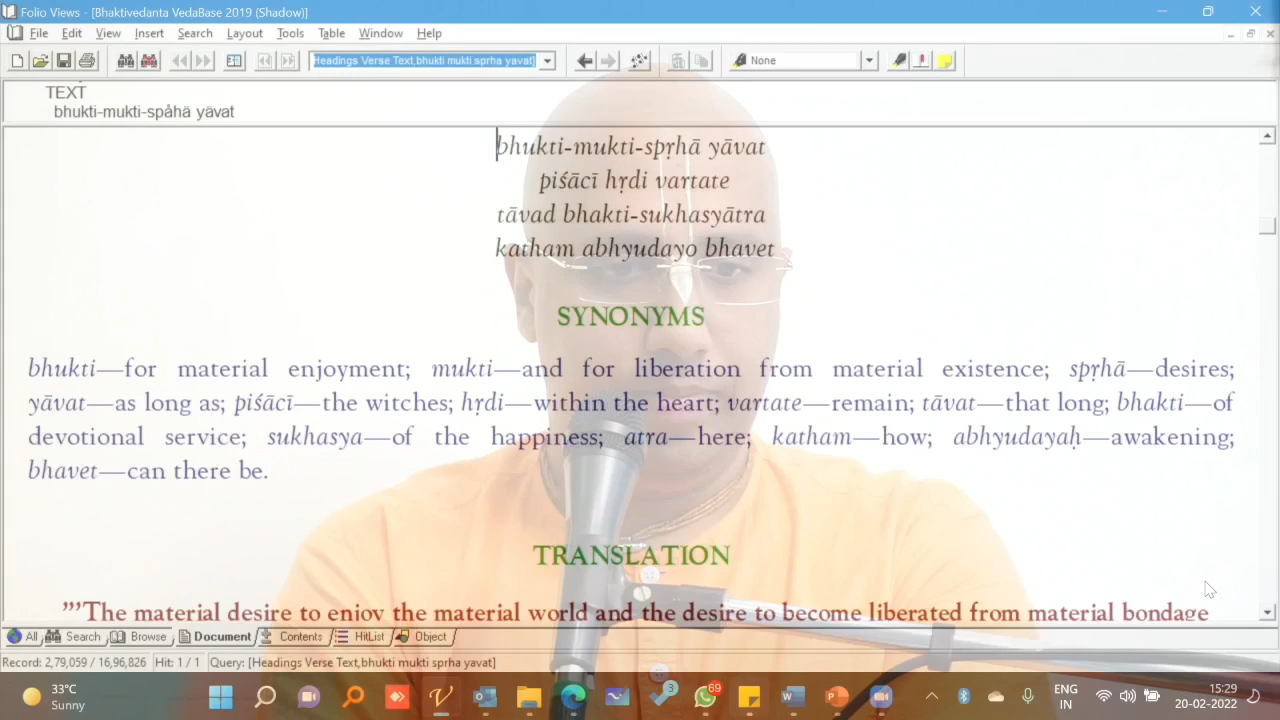 Folio Views - [Bhaktivedanta VedaBase 2019 (Shadow)]
File Edit View Insert Search Layout Tools Table Window Help
Headings Verse Text,bhukti mukti sprha yavat] None
TEXT
bhukti-mukti-spåhä yävat
bhukti-mukti-spṛhā yāvat
piśācī hṛdi vartate
tāvad bhakti-sukhasyātra
katham abhyudayo bhavet
SYNONYMS
bhukti—for material enjoyment; mukti—and for liberation from material existence; spṛhā—desires;
yāvat—as long as; piśācī—the witches; hṛdi—within the heart; vartate—remain; tāvat—that long; bhakti—of
devotional service; sukhasya—of the happiness; atra—here; katham—how; abhyudayaḥ—awakening;
bhavet—can there be.
TRANSLATION
"'The material desire to enjoy the material world and the desire to become liberated from material bondage
All Search Browse Document Contents HitList Object
Record: 2,79,059 / 16,96,826 Hit: 1 / 1 Query: [Headings Verse Text,bhukti mukti sprha yavat]
33°C
Sunny
3
69
ENG
IN
15:29
20-02-2022